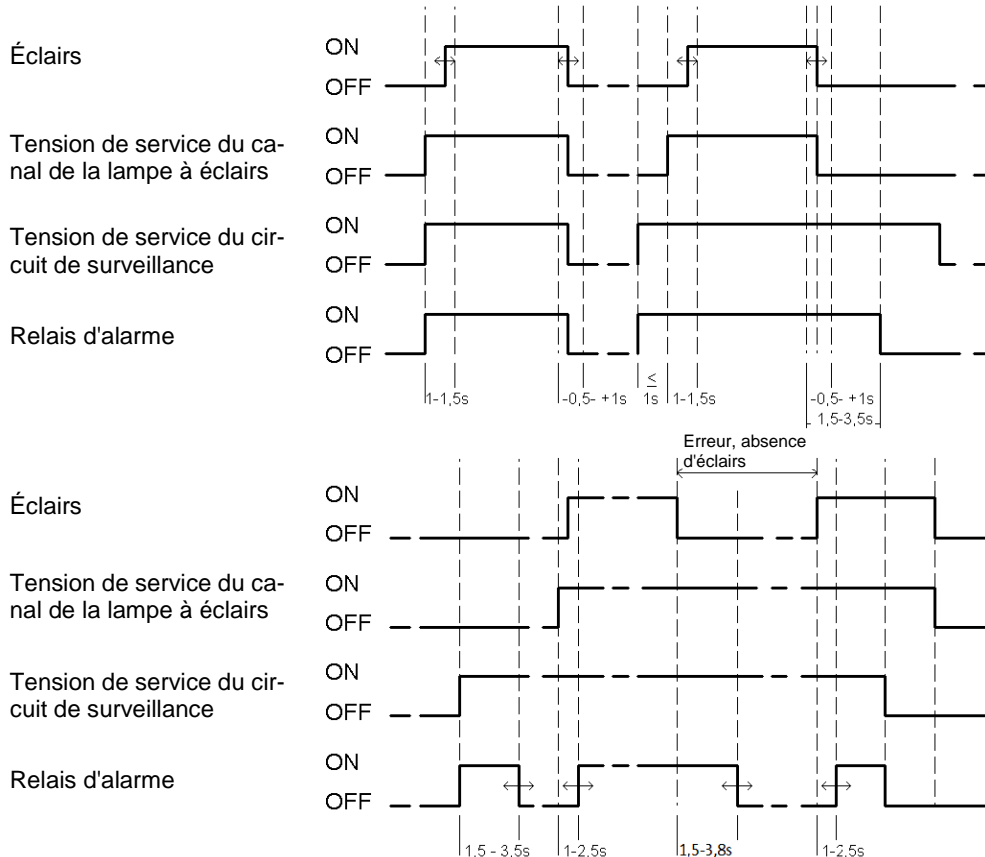 Éclairs
ON
OFF
Tension de service du ca-
nal de la lampe à éclairs
ON
OFF
Tension de service du cir-
cuit de surveillance
ON
OFF
Relais d'alarme
ON
OFF
1-1,5s
-0,5- +1s
≤
1s
1-1,5s
-0,5- +1s
1,5-3,5s
Erreur, absence
d'éclairs
Éclairs
ON
OFF
Tension de service du ca-
nal de la lampe à éclairs
ON
OFF
Tension de service du cir-
cuit de surveillance
ON
OFF
Relais d'alarme
ON
OFF
1,5 - 3,5s
1-2,5s
1,5-3,8s
1-2,5s